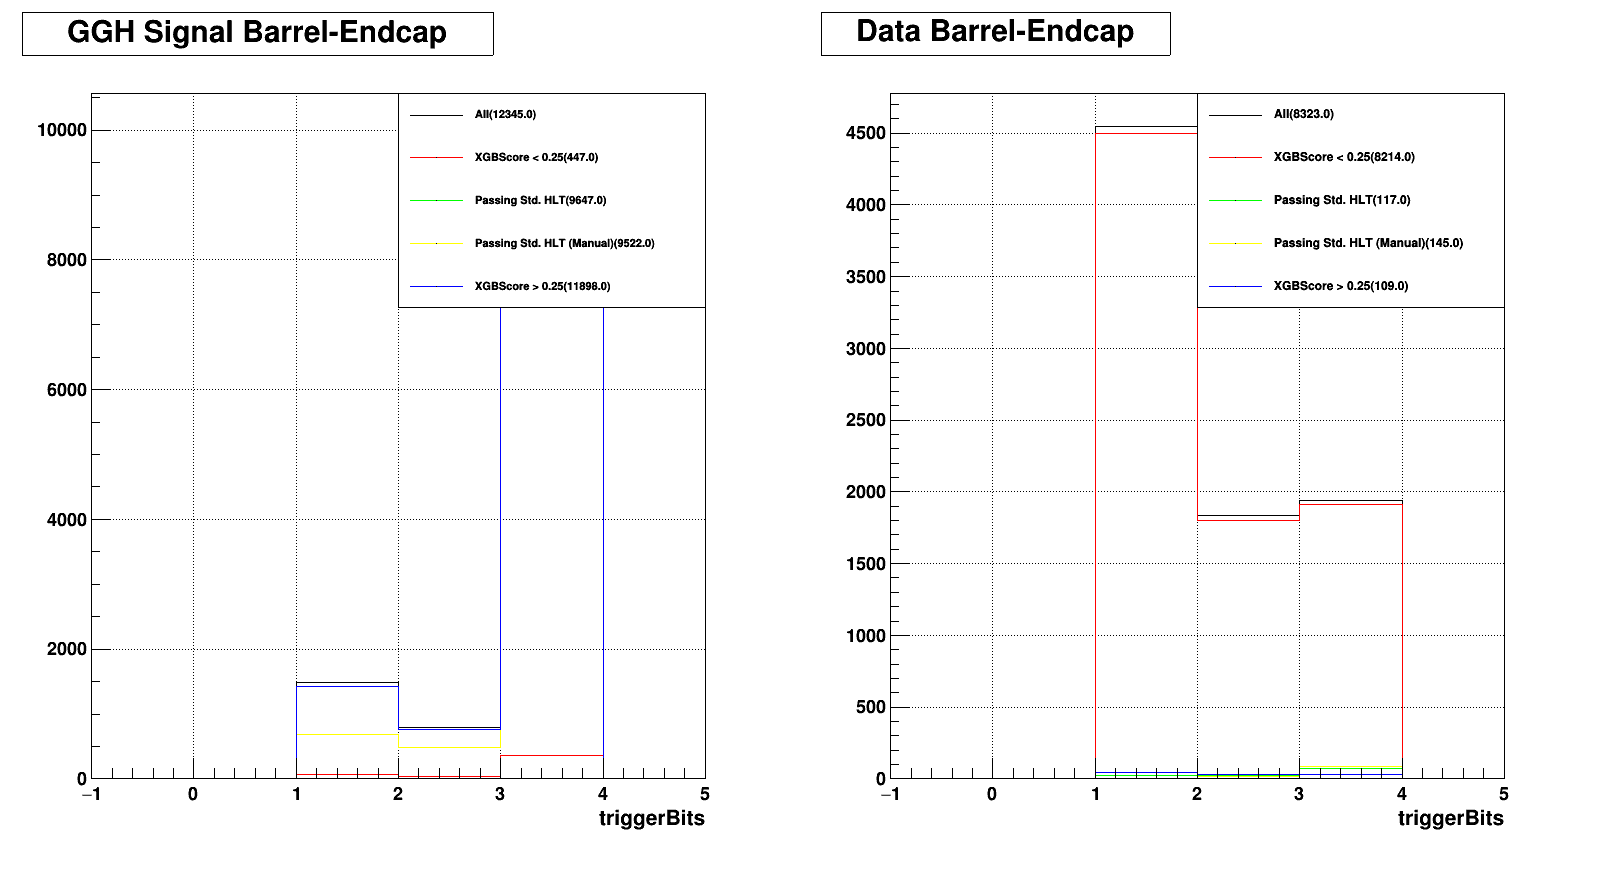 GGH Signal Barrel-Endcap
10000
8000
6000
4000
2000
0
−1 0 1 2 3 4 5
triggerBits
All(12345.0)
XGBScore < 0.25(447.0)
Passing Std. HLT(9647.0)
Passing Std. HLT (Manual)(9522.0)
XGBScore > 0.25(11898.0)
Data Barrel-Endcap
4500
4000
3500
3000
2500
2000
1500
1000
500
0
−1 0 1 2 3 4 5
triggerBits
All(8323.0)
XGBScore < 0.25(8214.0)
Passing Std. HLT(117.0)
Passing Std. HLT (Manual)(145.0)
XGBScore > 0.25(109.0)